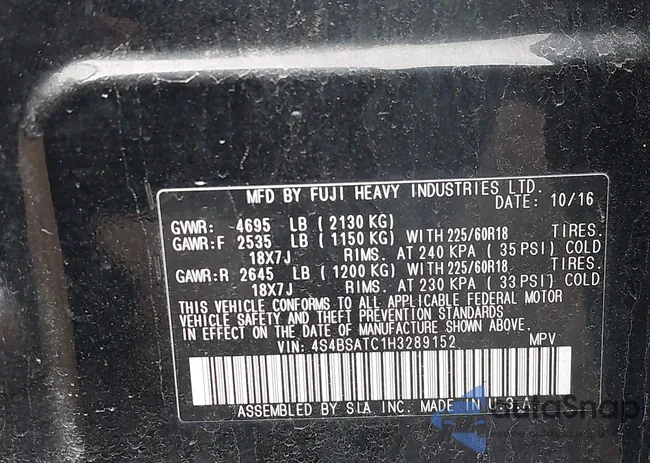 MFD BY FUJI HEAVY INDUSTRIES LTD.
DATE: 10/16
GVWR: 4695 LB ( 2130 KG)
GAWR:F 2535 LB ( 1150 KG) WITH 225/60R18 TIRES.
18X7J RIMS. AT 240 KPA ( 35 PSI) COLD
GAWR:R 2645 LB ( 1200 KG) WITH 225/60R18 TIRES.
18X7J RIMS. AT 230 KPA ( 33 PSI) COLD
THIS VEHICLE CONFORMS TO ALL APPLICABLE FEDERAL MOTOR
VEHICLE SAFETY AND THEFT PREVENTION STANDARDS
IN EFFECT ON THE DATE OF MANUFACTURE SHOWN ABOVE.
VIN: 4S4BSATC1H3289152 MPV
ASSEMBLED BY SIA INC. MADE IN U.S.A.
AutaSnap